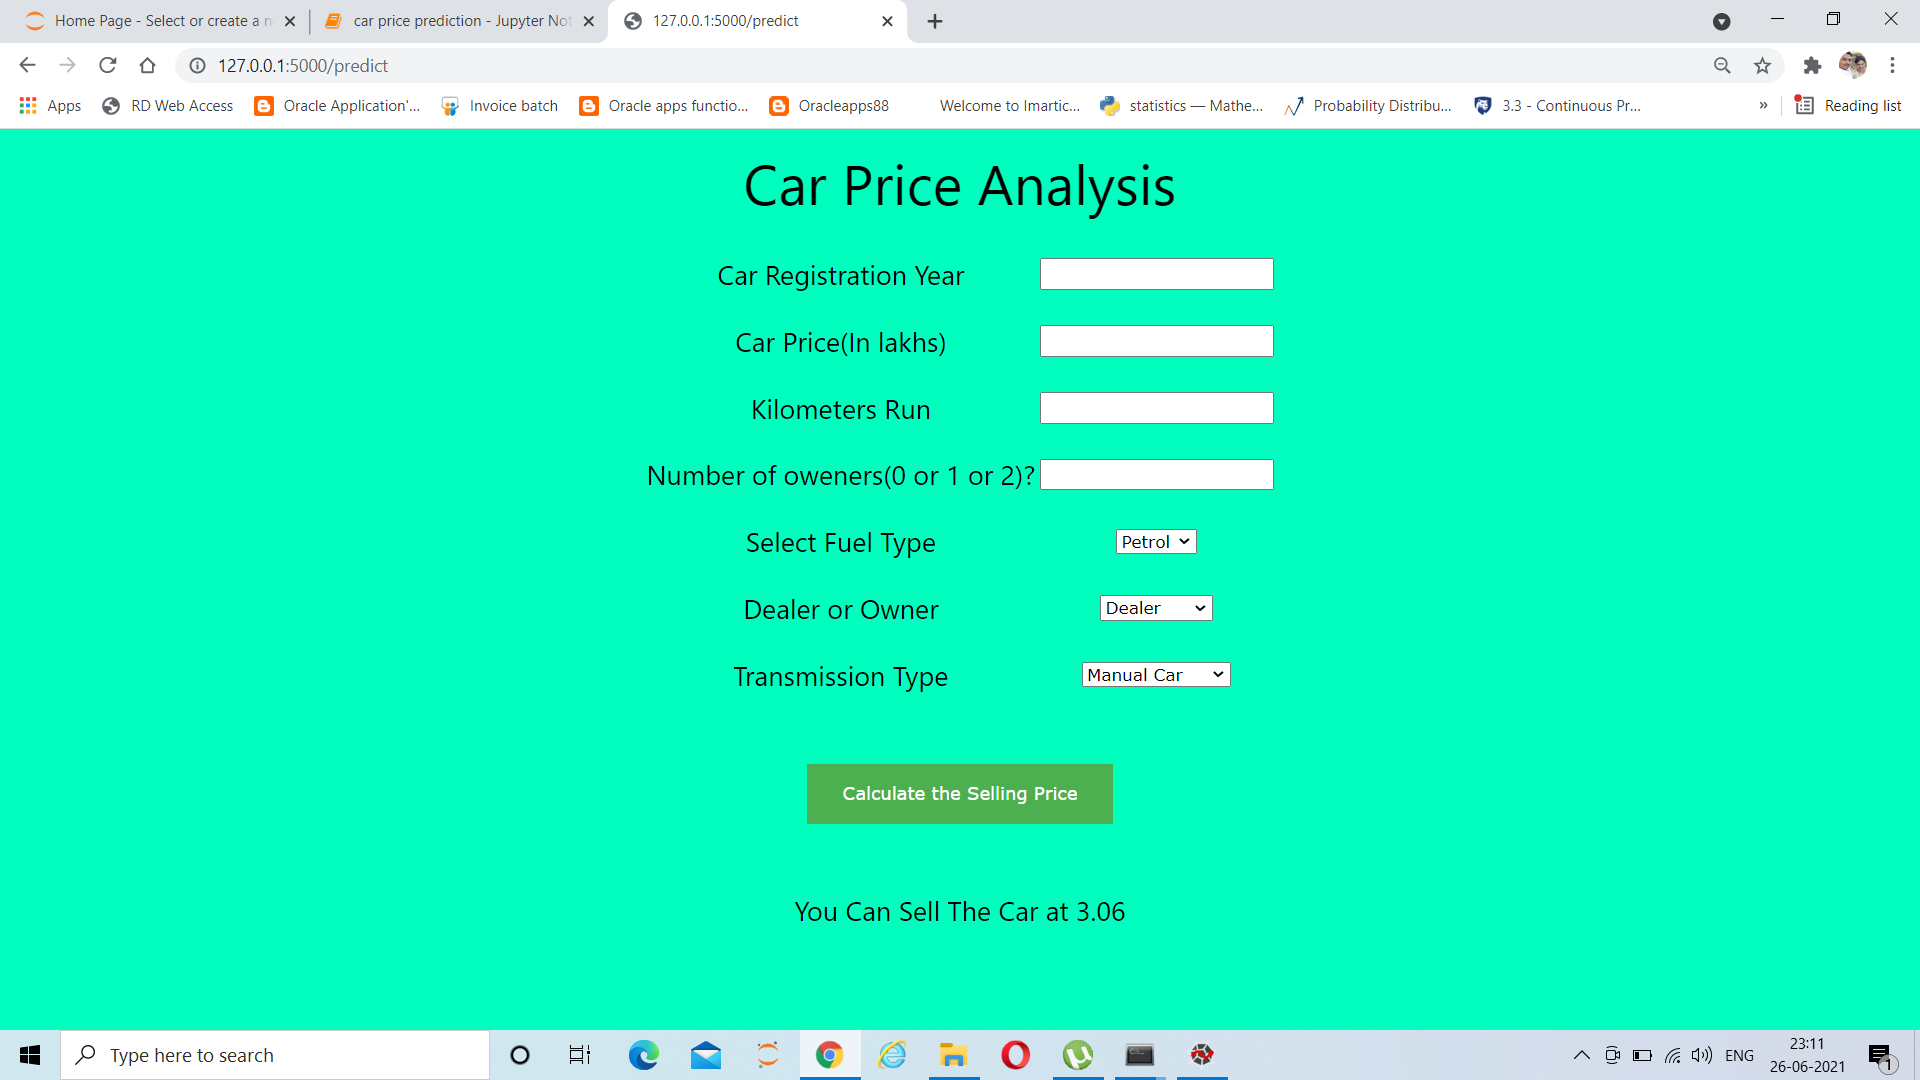 Home Page - Select or create a n
car price prediction - Jupyter Not
127.0.0.1:5000/predict
127.0.0.1:5000/predict
Apps
RD Web Access
Oracle Application'...
Invoice batch
Oracle apps functio...
Oracleapps88
Welcome to Imartic...
statistics — Mathe...
Probability Distribu...
3.3 - Continuous Pr...
»
Reading list
Car Price Analysis
Car Registration Year
Car Price(In lakhs)
Kilometers Run
Number of oweners(0 or 1 or 2)?
Select Fuel Type
Petrol
Dealer or Owner
Dealer
Transmission Type
Manual Car
Calculate the Selling Price
You Can Sell The Car at 3.06
Type here to search
ENG
23:11
26-06-2021
1